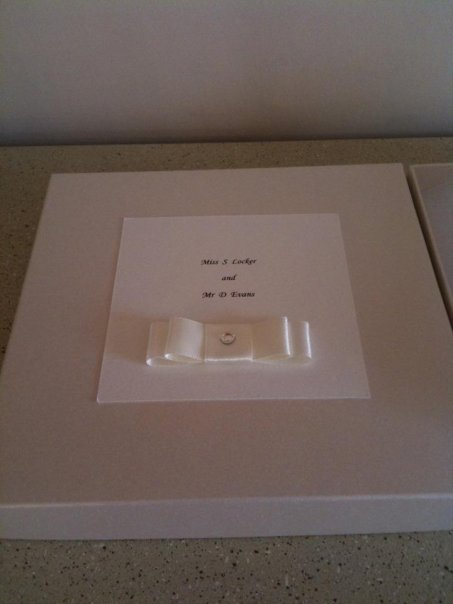 Miss S Locker
and
Mr D Evans